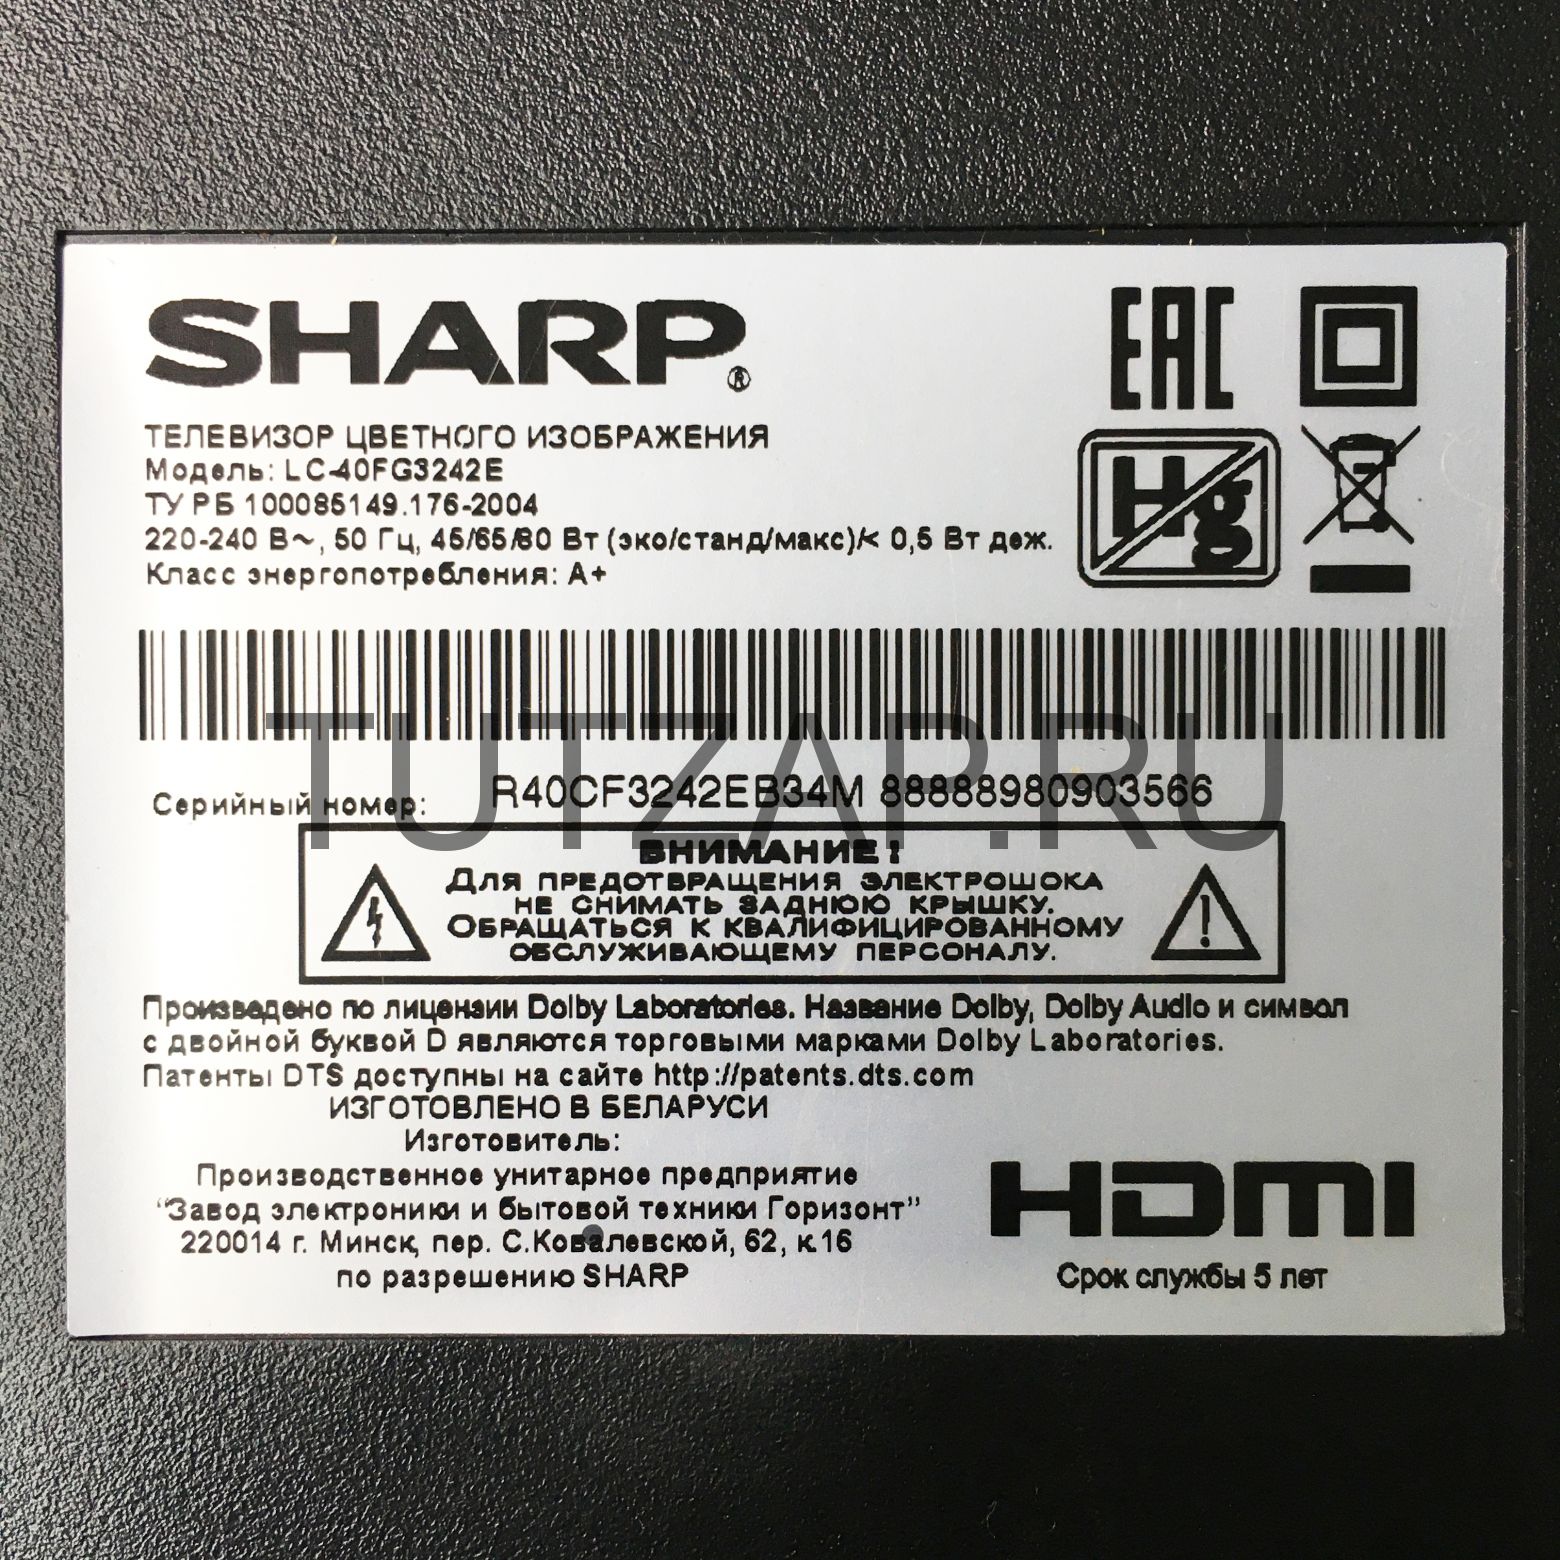 SHARP®
EAC
ТЕЛЕВИЗОР ЦВЕТНОГО ИЗОБРАЖЕНИЯ
Модель: LC-40FG3242E
ТУ РБ 100085149.176-2004
220-240 В~, 50 Гц, 45/65/80 Вт (эко/станд/макс)/< 0,5 Вт деж.
Класс энергопотребления: А+
Hg
TUTZAP.RU
Серийный номер: R40CF3242EB34M 88888980903566
ВНИМАНИЕ!
Для предотвращения электрошока
не снимать заднюю крышку.
Обращаться к квалифицированному
обслуживающему персоналу.
Произведено по лицензии Dolby Laboratories. Название Dolby, Dolby Audio и символ
с двойной буквой D являются торговыми марками Dolby Laboratories.
Патенты DTS доступны на сайте http://patents.dts.com
ИЗГОТОВЛЕНО В БЕЛАРУСИ
Изготовитель:
Производственное унитарное предприятие
“Завод электроники и бытовой техники Горизонт”
220014 г. Минск, пер. С.Ковалевской, 62, к.16
по разрешению SHARP
HDMI
Срок службы 5 лет